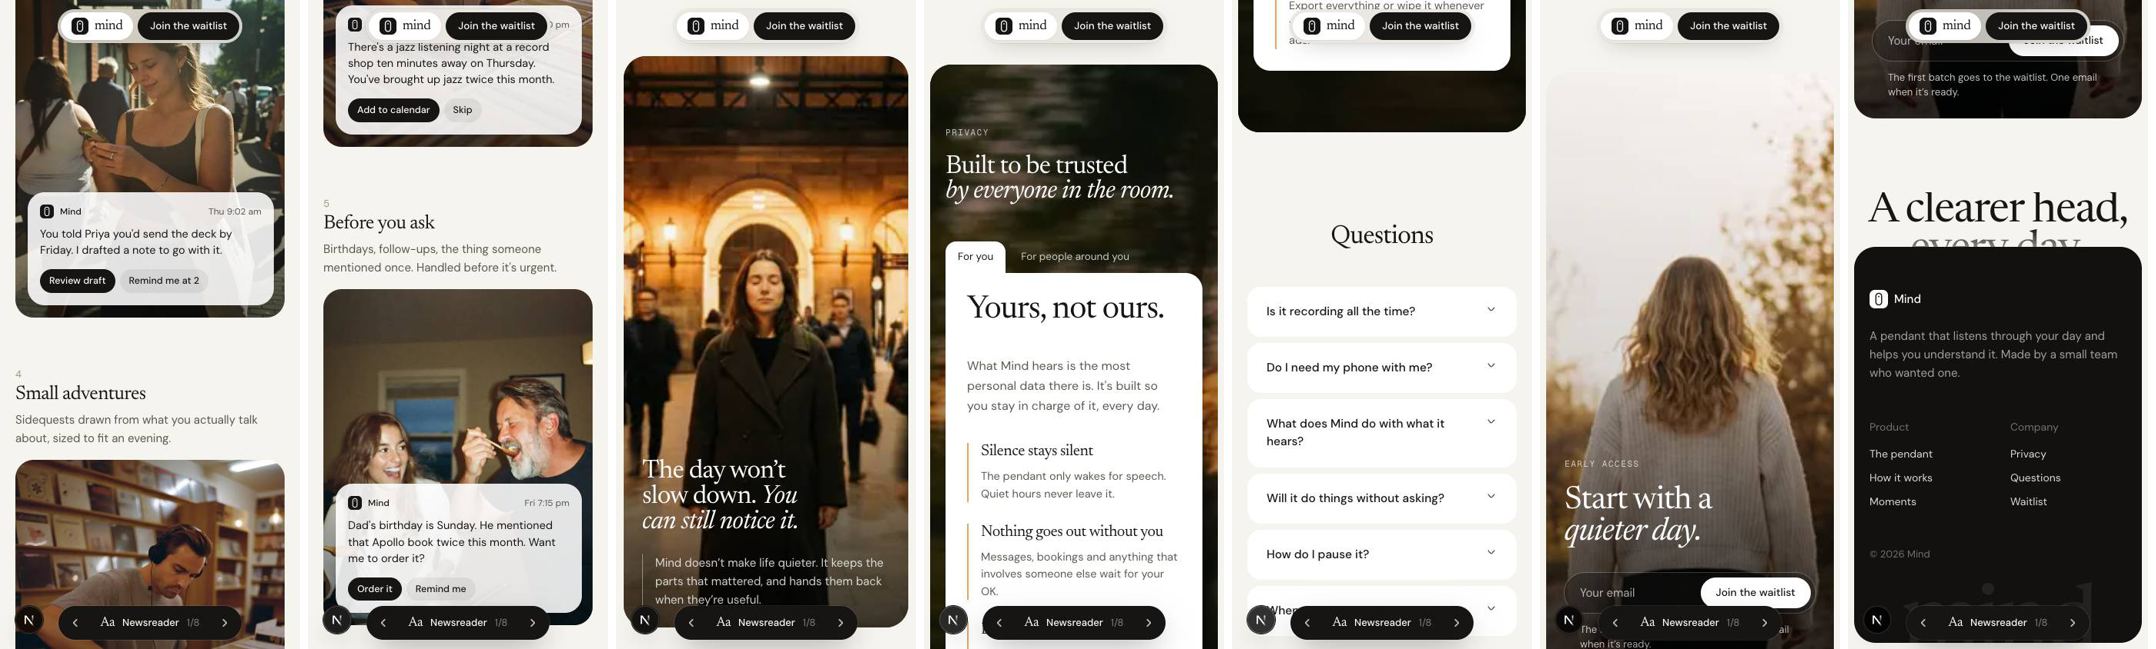 mind
Join the waitlist
Mind
Thu 9:02 am
You told Priya you'd send the deck by
Friday. I drafted a note to go with it.
Review draft
Remind me at 2
4
Small adventures
Sidequests drawn from what you actually talk
about, sized to fit an evening.
N
Aa Newsreader 1/8
mind
Join the waitlist
pm
There's a jazz listening night at a record
shop ten minutes away on Thursday.
You've brought up jazz twice this month.
Add to calendar
Skip
5
Before you ask
Birthdays, follow-ups, the thing someone
mentioned once. Handled before it's urgent.
Mind
Fri 7:15 pm
Dad's birthday is Sunday. He mentioned
that Apollo book twice this month. Want
me to order it?
Order it
Remind me
N
Aa Newsreader 1/8
mind
Join the waitlist
The day won't
slow down. You
can still notice it.
Mind doesn't make life quieter. It keeps the
parts that mattered, and hands them back
when they're useful.
N
Aa Newsreader 1/8
mind
Join the waitlist
PRIVACY
Built to be trusted
by everyone in the room.
For you
For people around you
Yours, not ours.
What Mind hears is the most
personal data there is. It's built so
you stay in charge of it, every day.
Silence stays silent
The pendant only wakes for speech.
Quiet hours never leave it.
Nothing goes out without you
Messages, bookings and anything that
involves someone else wait for your
OK.
N
Aa Newsreader 1/8
Export everything or wipe it whenever
mind
Join the waitlist
ads.
Questions
Is it recording all the time?
Do I need my phone with me?
What does Mind do with what it
hears?
Will it do things without asking?
How do I pause it?
When
N
Aa Newsreader 1/8
mind
Join the waitlist
EARLY ACCESS
Start with a
quieter day.
Your email
Join the waitlist
The
N
Aa Newsreader 1/8
when it's ready.
mind
Join the waitlist
Your email
Join the waitlist
The first batch goes to the waitlist. One email
when it's ready.
A clearer head,
every day.
Mind
A pendant that listens through your day and
helps you understand it. Made by a small team
who wanted one.
Product
Company
The pendant
Privacy
How it works
Questions
Moments
Waitlist
© 2026 Mind
mind
N
Aa Newsreader 1/8